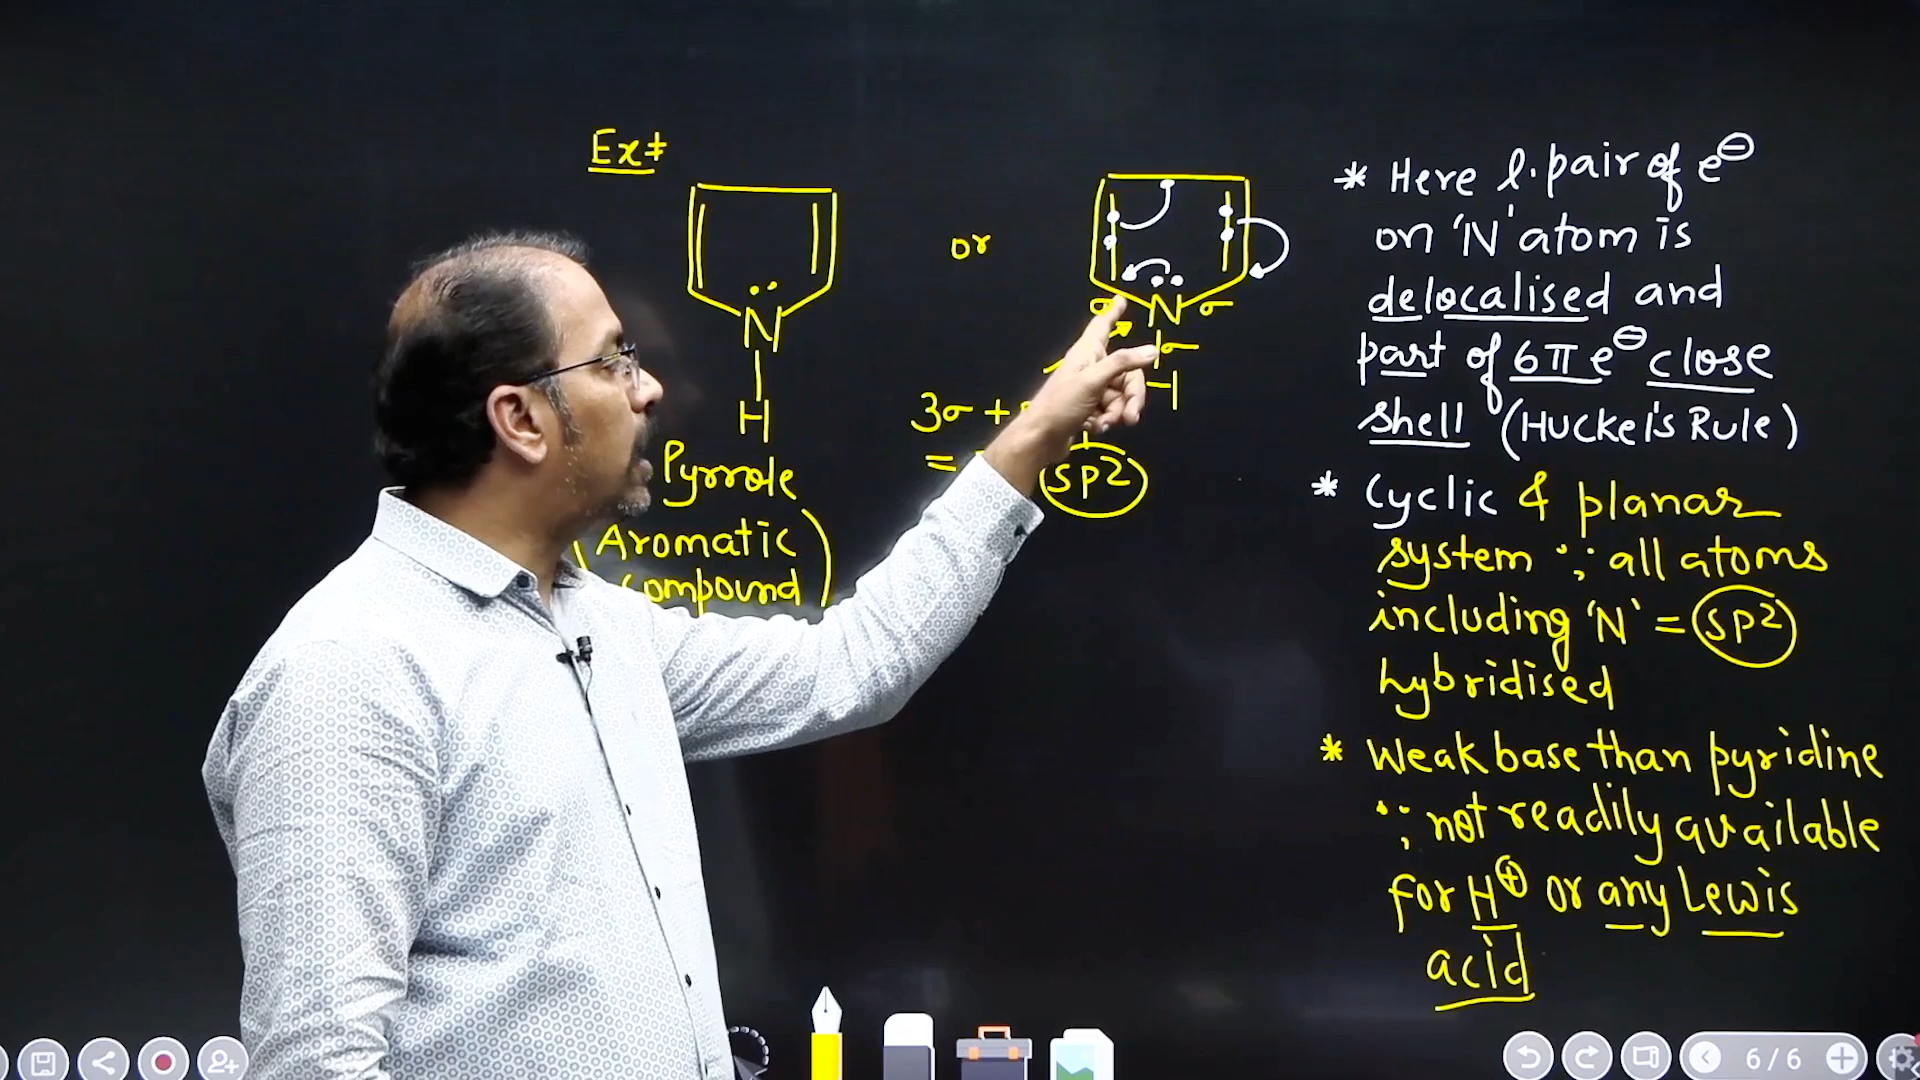 Ex:
N
H
Pyrrole
(Aromatic
compound)
or
σ N σ
σ
H
3σ +
=
SP2
* Here l.pair of e⊖
on 'N' atom is
delocalised and
part of 6π e⊖ close
shell (Huckel's Rule)
* Cyclic & planar
system ∵ all atoms
including 'N' = SP2
hybridised
* Weak base than pyridine
∵ not readily available
for H⊕ or any Lewis
acid
6 / 6